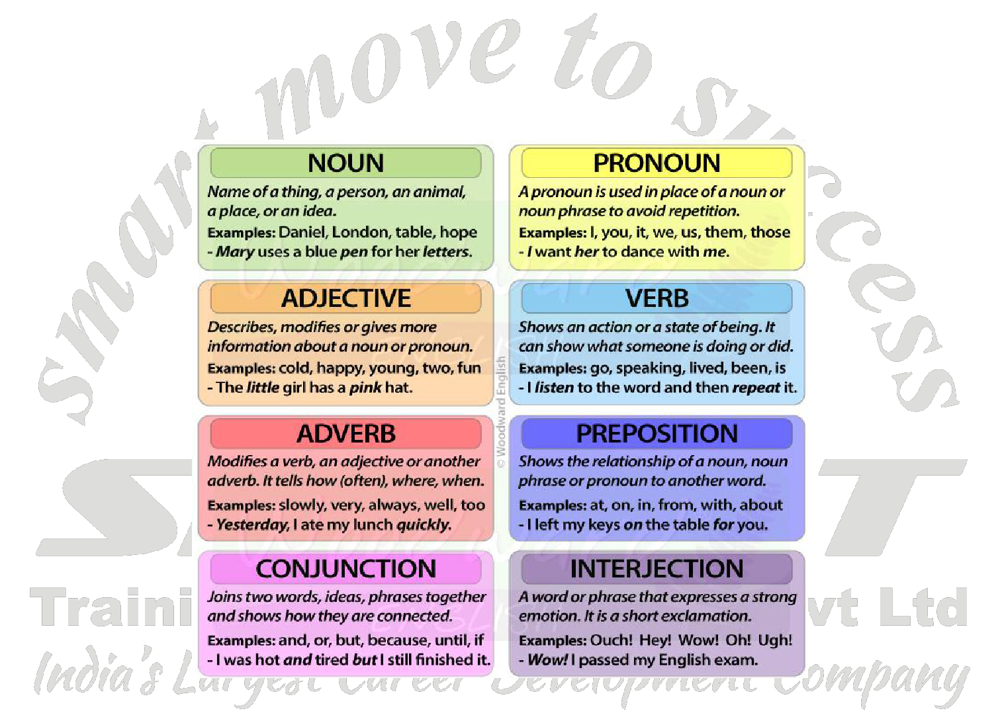 smart move to success
NOUN
Name of a thing, a person, an animal,
a place, or an idea.
Examples: Daniel, London, table, hope
- Mary uses a blue pen for her letters.
PRONOUN
A pronoun is used in place of a noun or
noun phrase to avoid repetition.
Examples: I, you, it, we, us, them, those
- I want her to dance with me.
ADJECTIVE
Describes, modifies or gives more
information about a noun or pronoun.
Examples: cold, happy, young, two, fun
- The little girl has a pink hat.
VERB
Shows an action or a state of being. It
can show what someone is doing or did.
Examples: go, speaking, lived, been, is
- I listen to the word and then repeat it.
© Woodward English
ADVERB
Modifies a verb, an adjective or another
adverb. It tells how (often), where, when.
Examples: slowly, very, always, well, too
- Yesterday, I ate my lunch quickly.
PREPOSITION
Shows the relationship of a noun, noun
phrase or pronoun to another word.
Examples: at, on, in, from, with, about
- I left my keys on the table for you.
CONJUNCTION
Joins two words, ideas, phrases together
and shows how they are connected.
Examples: and, or, but, because, until, if
- I was hot and tired but I still finished it.
INTERJECTION
A word or phrase that expresses a strong
emotion. It is a short exclamation.
Examples: Ouch! Hey! Wow! Oh! Ugh!
- Wow! I passed my English exam.
Ltd
India's Largest Career Development Company